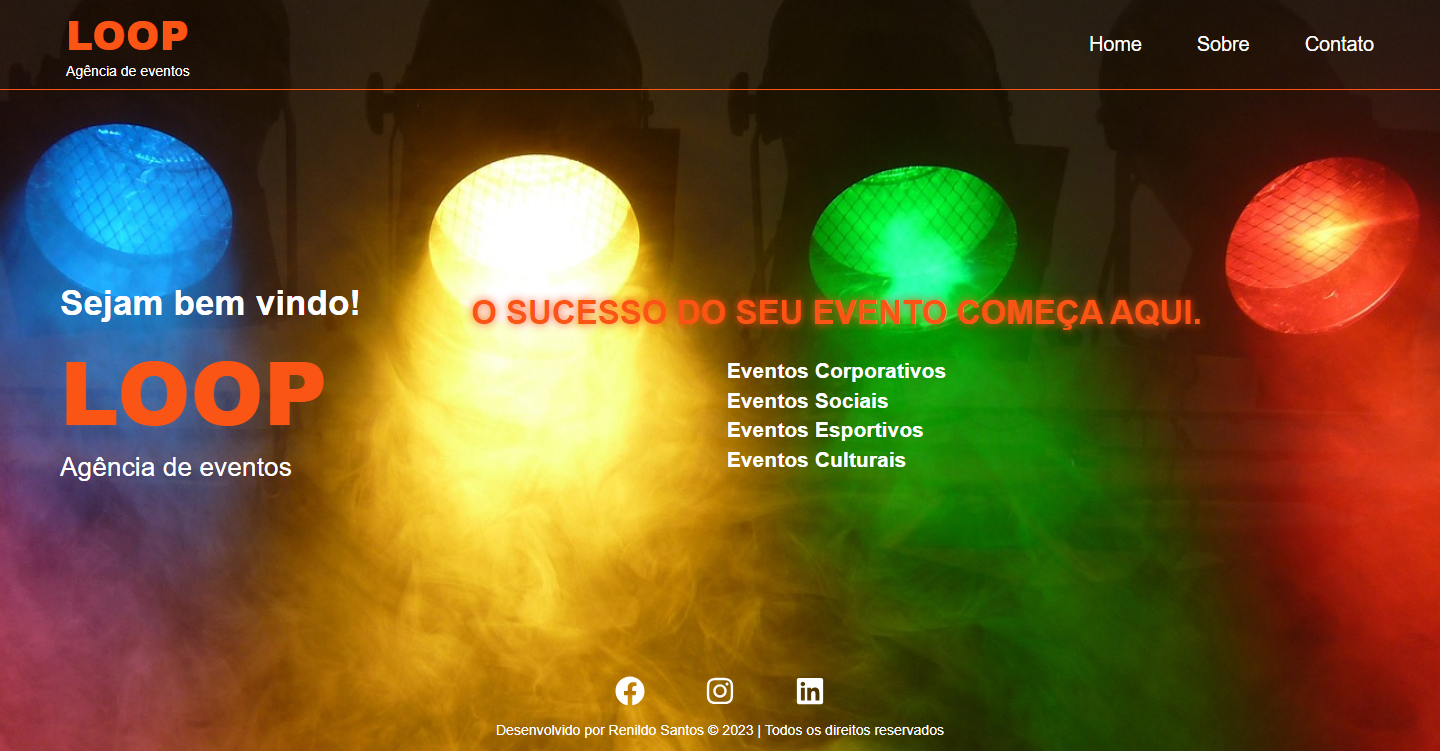 LOOP
Agência de eventos
Home
Sobre
Contato
Sejam bem vindo!
LOOP
Agência de eventos
O SUCESSO DO SEU EVENTO COMEÇA AQUI.
Eventos Corporativos
Eventos Sociais
Eventos Esportivos
Eventos Culturais
Desenvolvido por Renildo Santos © 2023 | Todos os direitos reservados